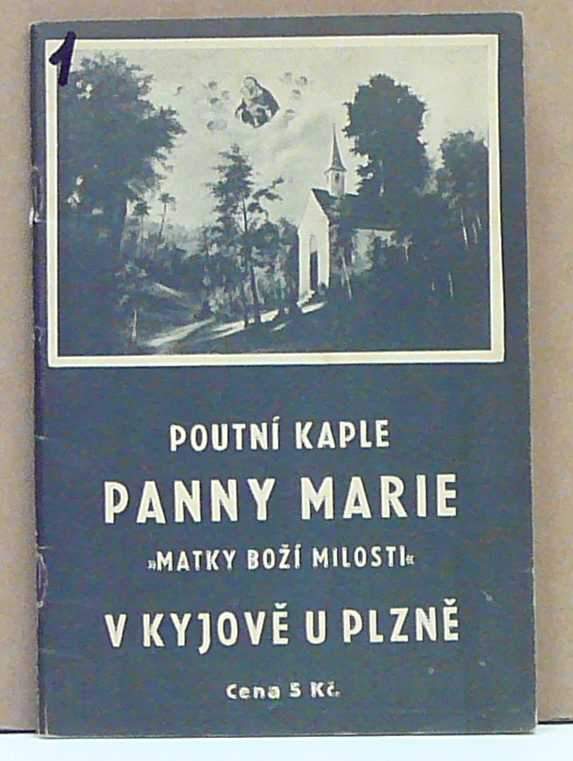 1
POUTNÍ KAPLE
PANNY MARIE
»MATKY BOŽÍ MILOSTI«
V KYJOVĚ U PLZNĚ
Cena 5 Kč.